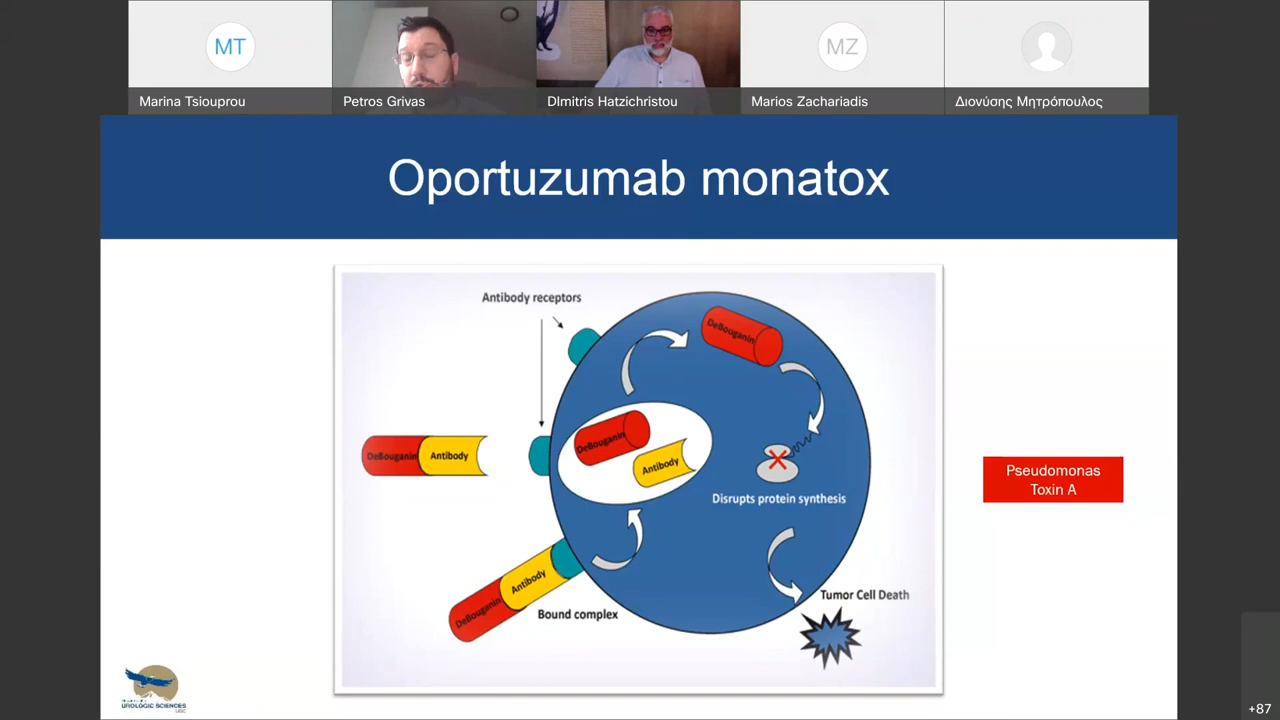 MT
MZ
Marina Tsiouprou
Petros Grivas
DImitris Hatzichristou
Marios Zachariadis
Διονύσης Μητρόπουλος
Oportuzumab monatox
Antibody receptors
DeBouganin
DeBouganin
Antibody
DeBouganin
Antibody
Disrupts protein synthesis
DeBouganin
Antibody
Bound complex
Tumor Cell Death
Pseudomonas
Toxin A
UROLOGIC SCIENCES
UBC
+87